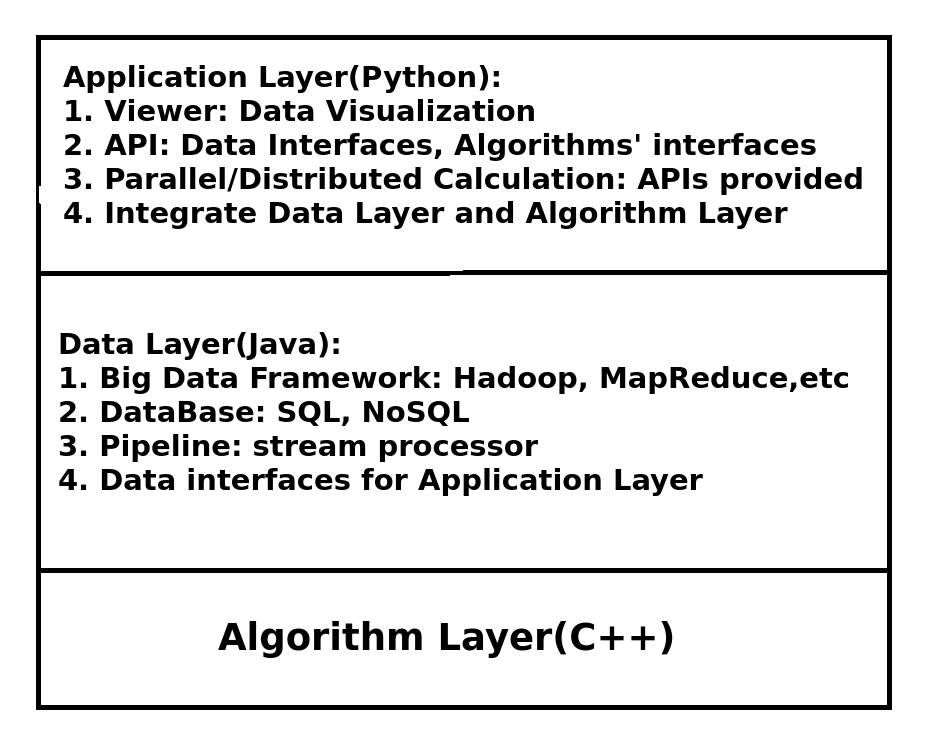 Application Layer(Python):
1. Viewer: Data Visualization
2. API: Data Interfaces, Algorithms' interfaces
3. Parallel/Distributed Calculation: APIs provided
4. Integrate Data Layer and Algorithm Layer
Data Layer(Java):
1. Big Data Framework: Hadoop, MapReduce,etc
2. DataBase: SQL, NoSQL
3. Pipeline: stream processor
4. Data interfaces for Application Layer
Algorithm Layer(C++)